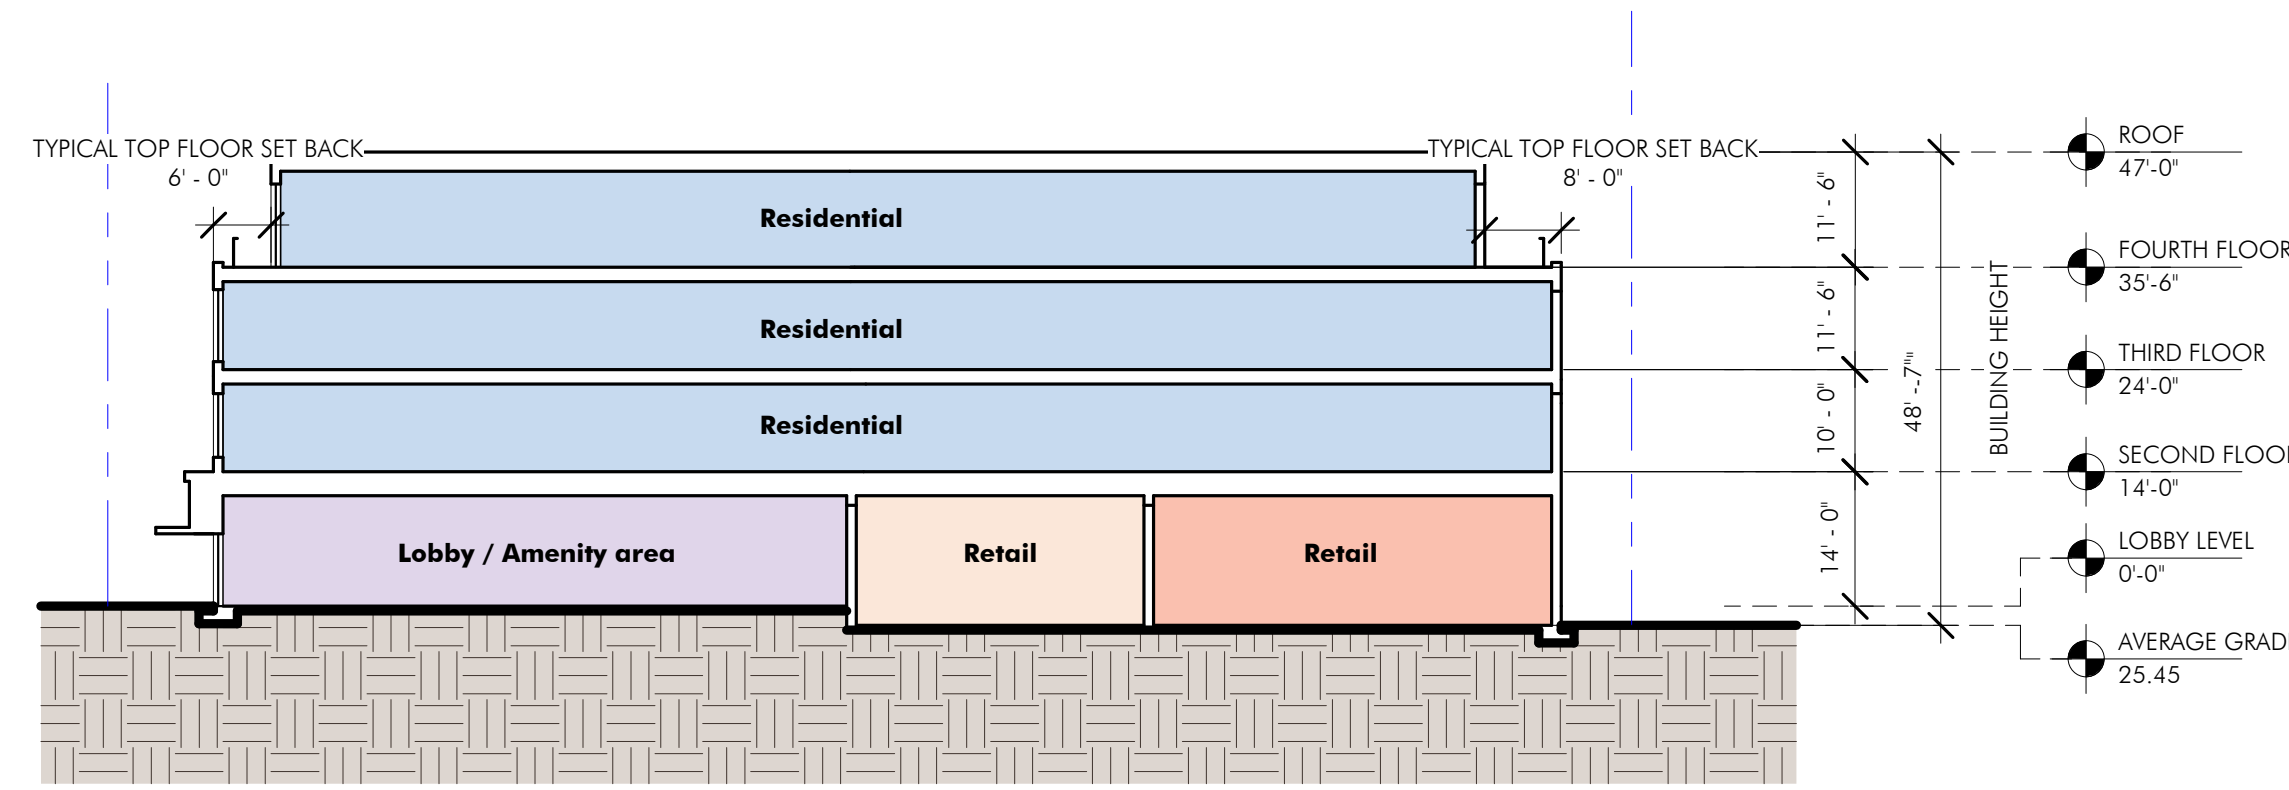 TYPICAL TOP FLOOR SET BACK
6' - 0"
TYPICAL TOP FLOOR SET BACK
8' - 0"
Residential
Residential
Residential
Lobby / Amenity area
Retail
Retail
11' - 6"
11' - 6"
10' - 0"
14' - 0"
48' --7""
BUILDING HEIGHT
ROOF
47'-0"
FOURTH FLOOR
35'-6"
THIRD FLOOR
24'-0"
SECOND FLOOR
14'-0"
LOBBY LEVEL
0'-0"
AVERAGE GRAD
25.45